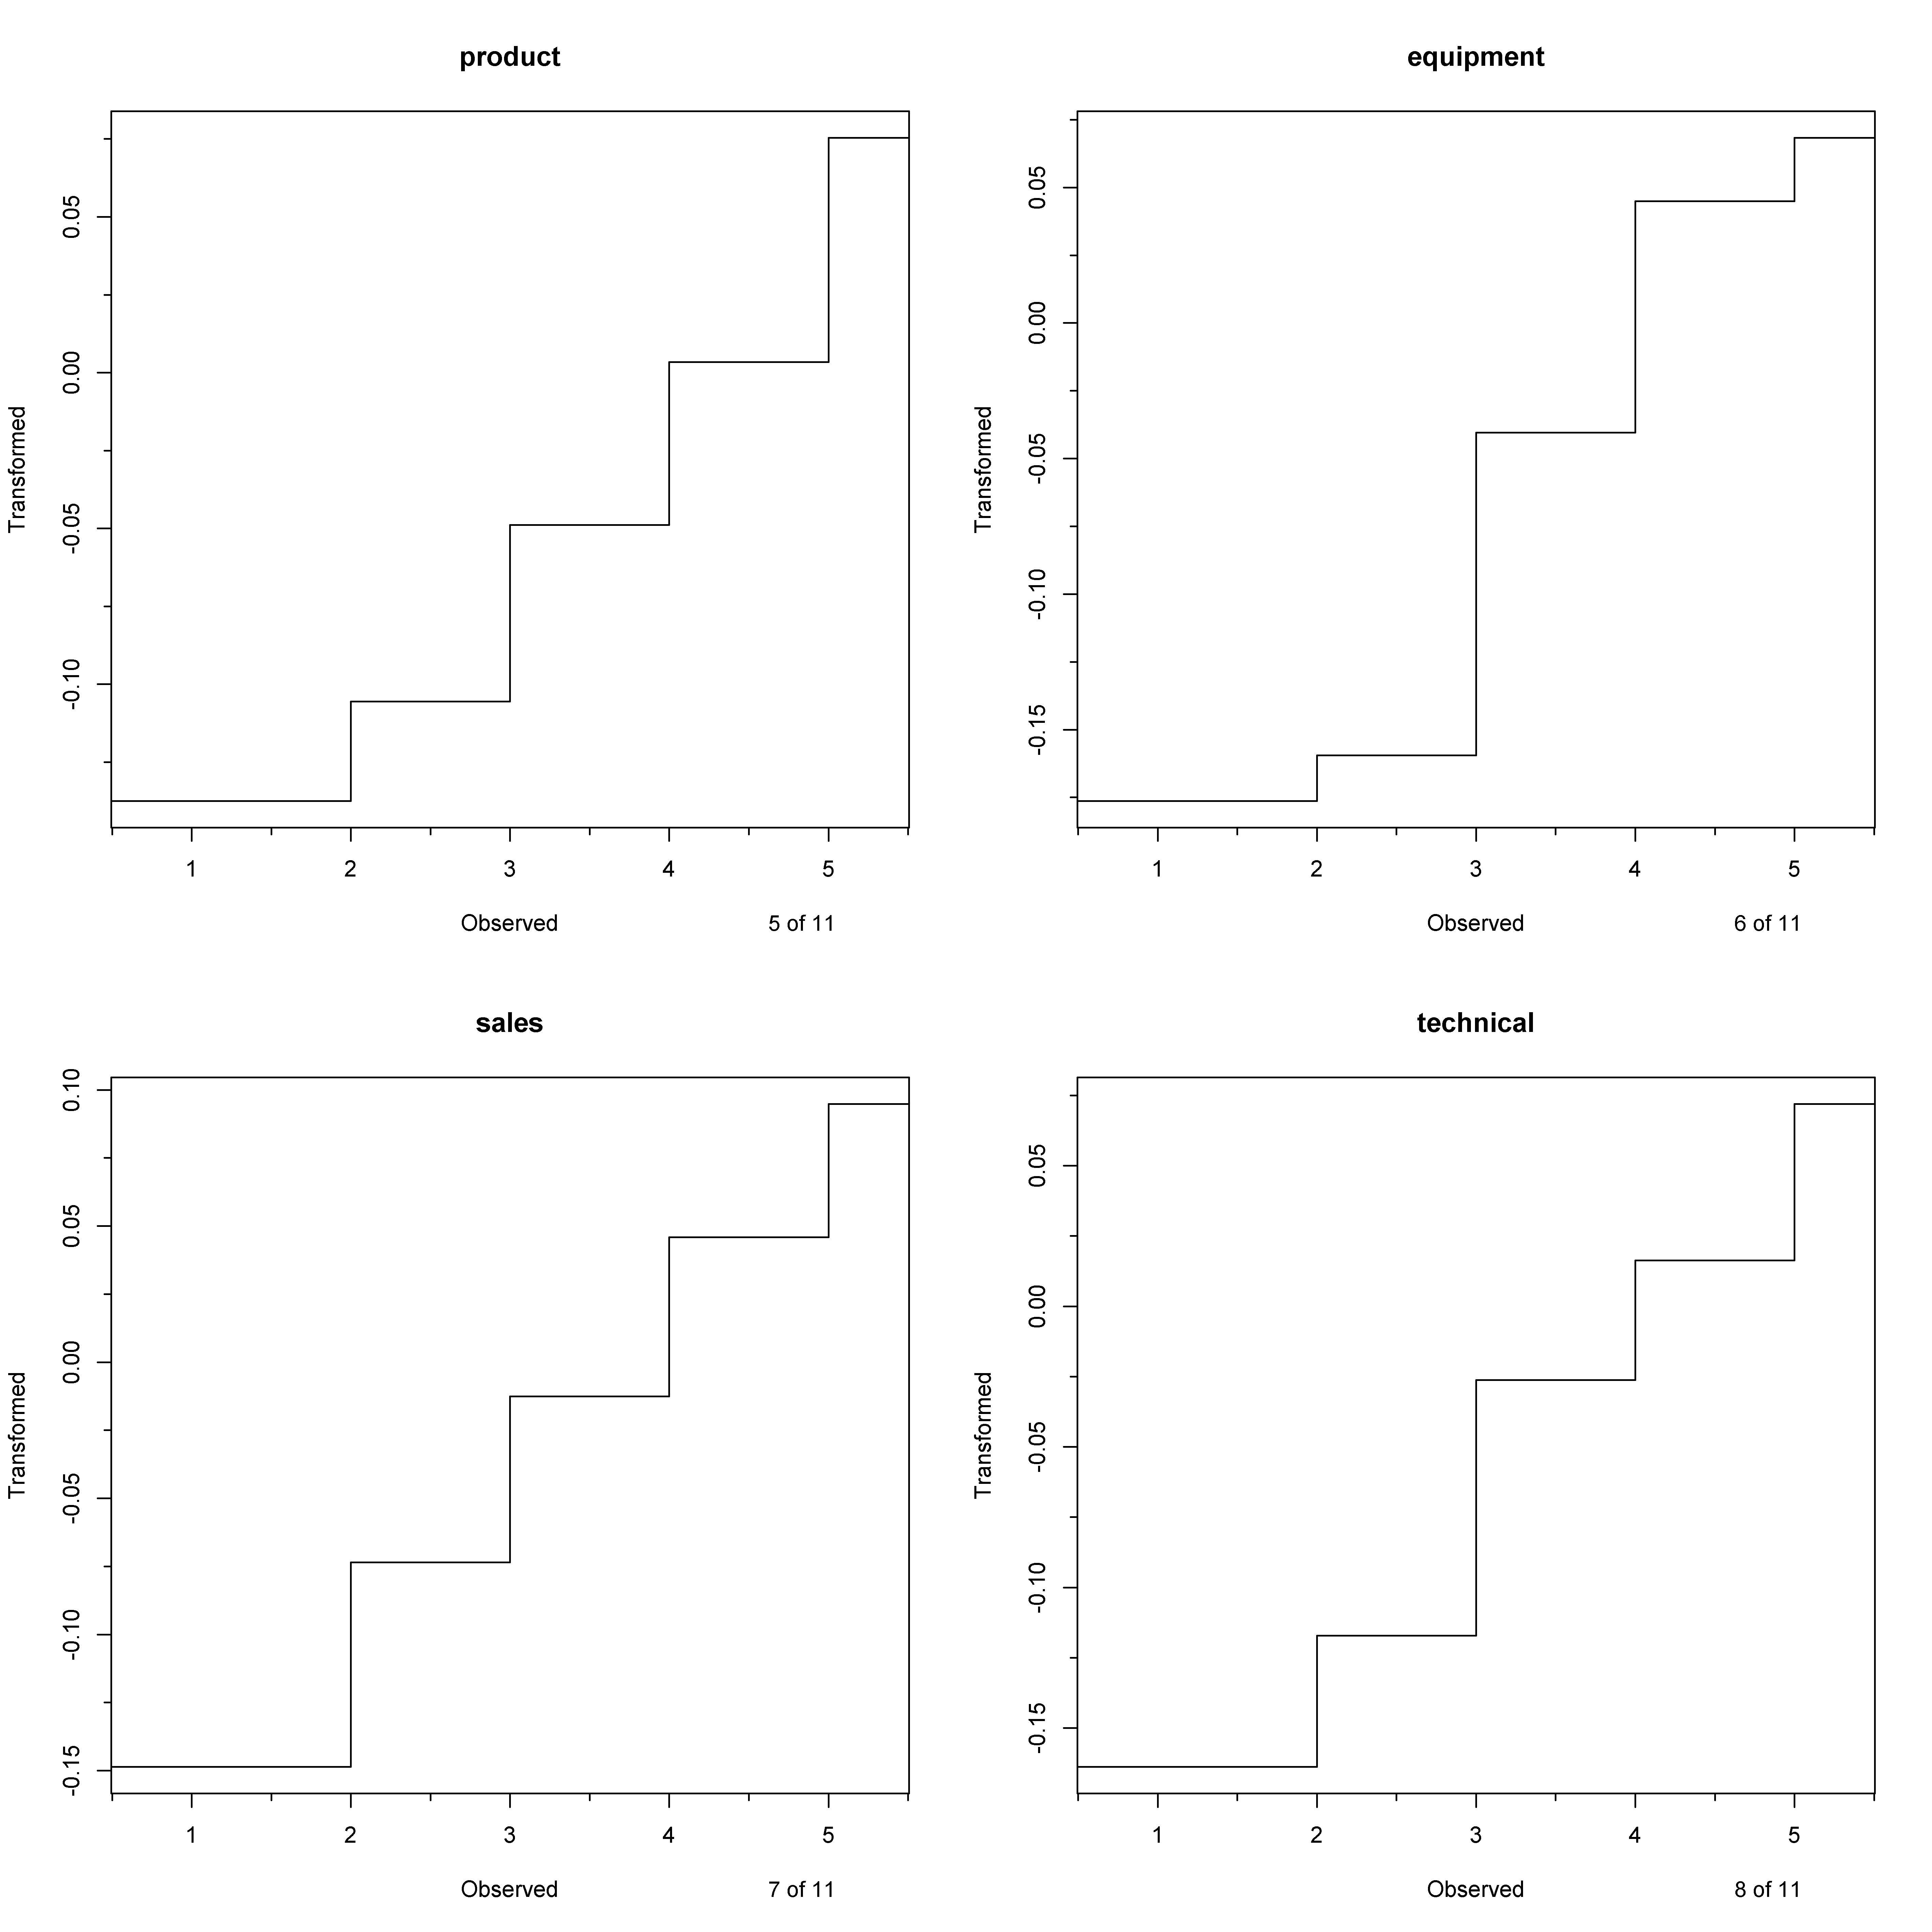 product
0.05
0.00
-0.05
-0.10
Transformed
1 2 3 4 5
Observed 5 of 11
equipment
0.05
0.00
-0.05
-0.10
-0.15
Transformed
1 2 3 4 5
Observed 6 of 11
sales
0.10
0.05
0.00
-0.05
-0.10
-0.15
Transformed
1 2 3 4 5
Observed 7 of 11
technical
0.05
0.00
-0.05
-0.10
-0.15
Transformed
1 2 3 4 5
Observed 8 of 11